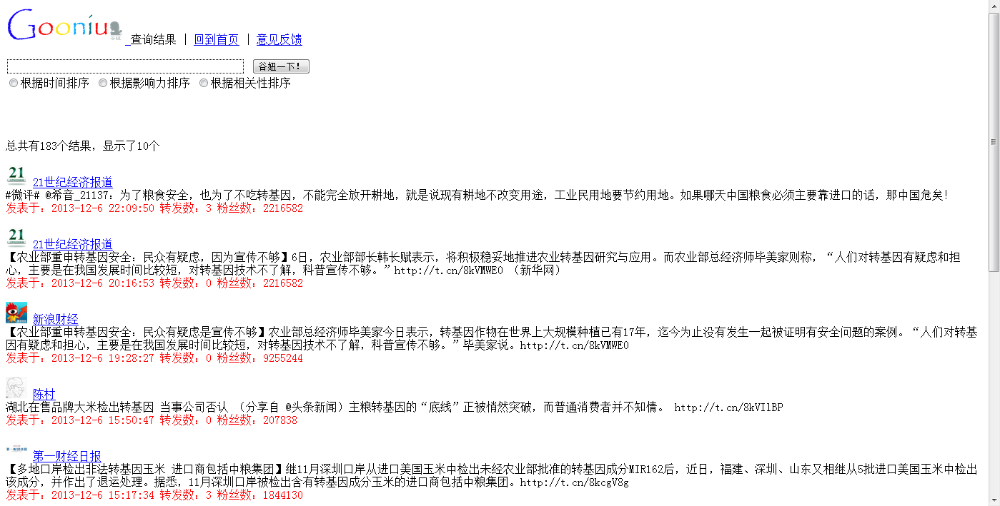 Gooniu
_查询结果 | 回到首页 | 意见反馈
谷妞一下!
根据时间排序 根据影响力排序 根据相关性排序
总共有183个结果，显示了10个
21
21世纪经济报道
#微评# @希音_21137：为了粮食安全，也为了不吃转基因，不能完全放开耕地，就是说现有耕地不改变用途，工业民用地要节约用地。如果哪天中国粮食必须主要靠进口的话，那中国危矣！
发表于：2013-12-6 22:09:50 转发数：3 粉丝数：2216582
21
21世纪经济报道
【农业部重申转基因安全：民众有疑虑，因为宣传不够】6日，农业部部长韩长赋表示，将积极稳妥地推进农业转基因研究与应用。而农业部总经济师毕美家则称，“人们对转基因有疑虑和担
心，主要是在我国发展时间比较短，对转基因技术不了解，科普宣传不够。”http://t.cn/8kVMWE0 （新华网）
发表于：2013-12-6 20:16:53 转发数：0 粉丝数：2216582
新浪财经
【农业部重申转基因安全：民众有疑虑是宣传不够】农业部总经济师毕美家今日表示，转基因作物在世界上大规模种植已有17年，迄今为止没有发生一起被证明有安全问题的案例。“人们对转基
因有疑虑和担心，主要是在我国发展时间比较短，对转基因技术不了解，科普宣传不够。”毕美家说。http://t.cn/8kVMWE0
发表于：2013-12-6 19:28:27 转发数：0 粉丝数：9255244
陈村
湖北在售品牌大米检出转基因 当事公司否认 （分享自 @头条新闻）主粮转基因的“底线”正被悄然突破，而普通消费者并不知情。 http://t.cn/8kVIlBP
发表于：2013-12-6 15:50:47 转发数：0 粉丝数：207838
第一财经日报
【多地口岸检出非法转基因玉米 进口商包括中粮集团】继11月深圳口岸从进口美国玉米中检出未经农业部批准的转基因成分MIR162后，近日，福建、深圳、山东又相继从5批进口美国玉米中检出
该成分，并作出了退运处理。据悉，11月深圳口岸被检出含有转基因成分玉米的进口商包括中粮集团。http://t.cn/8kcgV8g
发表于：2013-12-6 15:17:34 转发数：3 粉丝数：1844130